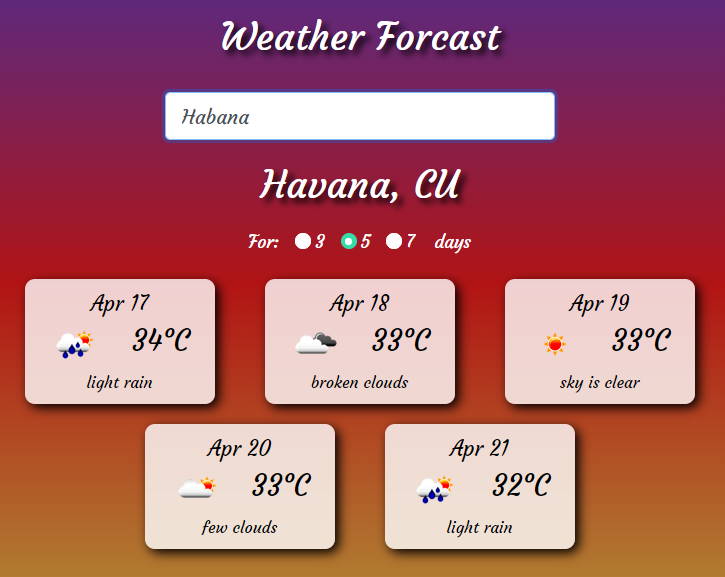 Weather Forcast
Habana
Havana, CU
For: 3 5 7 days
Apr 17 Apr 18 Apr 19
34°C 33°C 33°C
light rain broken clouds sky is clear
Apr 20 Apr 21
33°C 32°C
few clouds light rain